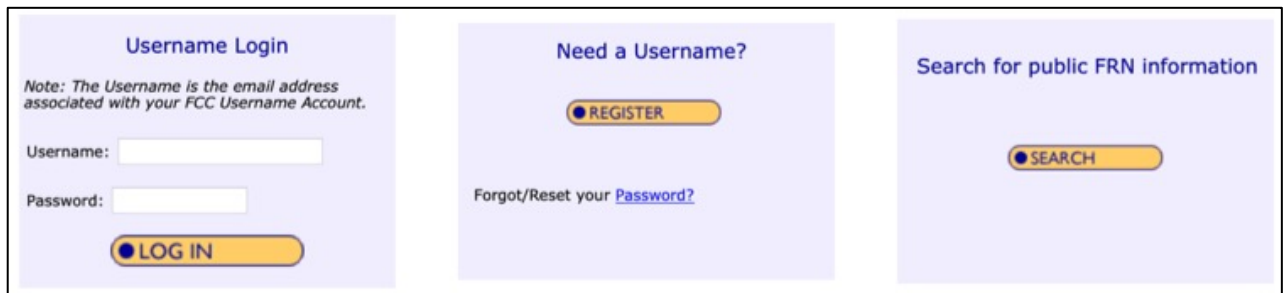 Username Login
Note: The Username is the email address
associated with your FCC Username Account.
Username:
Password:
LOG IN
Need a Username?
REGISTER
Forgot/Reset your Password?
Search for public FRN information
SEARCH